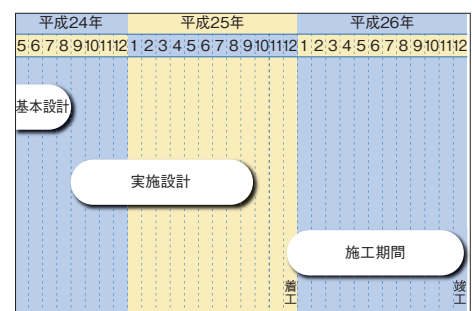 平成24年 平成25年 平成26年
5 6 7 8 9 10 11 12 1 2 3 4 5 6 7 8 9 10 11 12 1 2 3 4 5 6 7 8 9 10 11 12
基本設計
実施設計
施工期間
着工 竣工